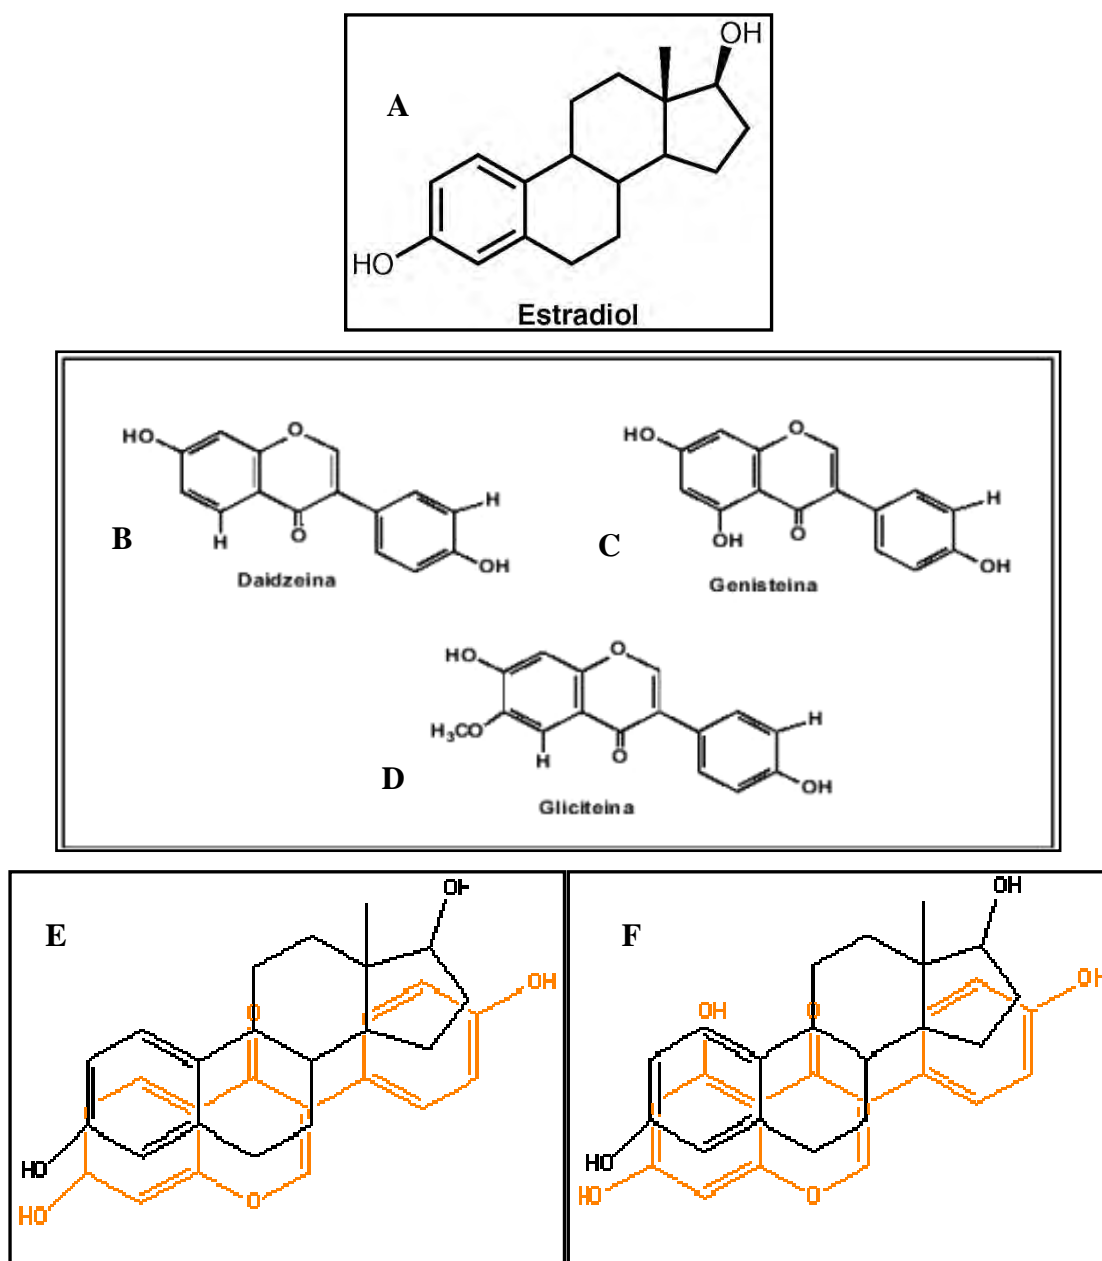 OH
A
HO
Estradiol
HO O
HO O
H
H
B
H O
OH
C
OH O
OH
Daidzeina
Genisteina
HO O
H3CO
H
D
H O
OH
Gliciteina
OH
OH
E
F
OH
OH
O
OH O
HO
HO
HO O
HO O